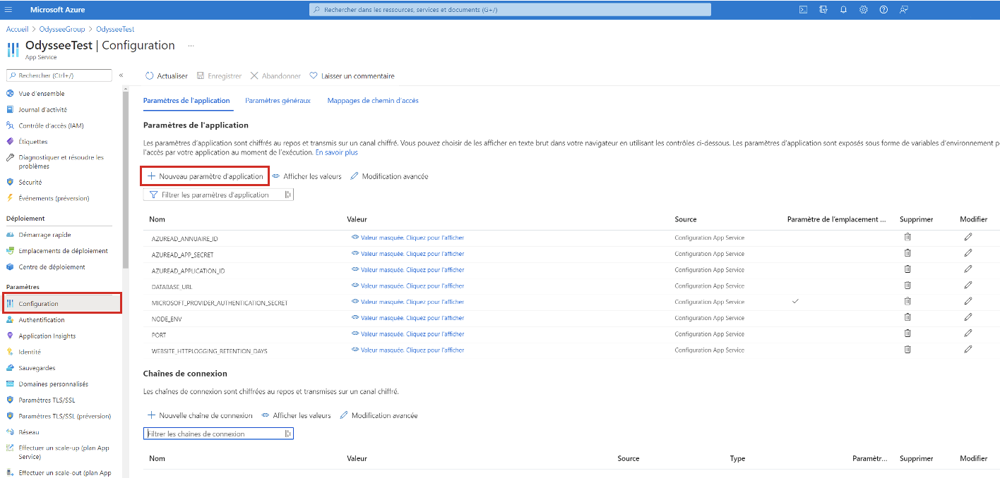 Microsoft Azure
Rechercher dans les ressources, services et documents (G+/)
Accueil > OdysseeGroup > OdysseeTest
OdysseeTest | Configuration ...
App Service
Rechercher (Ctrl+/) «
Vue d'ensemble
Journal d'activité
Contrôle d'accès (IAM)
Étiquettes
Diagnostiquer et résoudre les
problèmes
Sécurité
Événements (préversion)
Déploiement
Démarrage rapide
Emplacements de déploiement
Centre de déploiement
Paramètres
Configuration
Authentification
Application Insights
Identité
Sauvegardes
Domaines personnalisés
Paramètres TLS/SSL
Paramètres TLS/SSL (préversion)
Réseau
Effectuer un scale-up (plan App
Service)
Effectuer un scale-out (plan App
Actualiser Enregistrer Abandonner Laisser un commentaire
Paramètres de l'application Paramètres généraux Mappages de chemin d'accès
Paramètres de l'application
Les paramètres d'application sont chiffrés au repos et transmis sur un canal chiffré. Vous pouvez choisir de les afficher en texte brut dans votre navigateur en utilisant les contrôles ci-dessous. Les paramètres d'application sont exposés sous forme de variables d'environnement
l'accès par votre application au moment de l'exécution. En savoir plus
Nouveau paramètre d'application Afficher les valeurs Modification avancée
Filtrer les paramètres d'application
Nom Valeur Source Paramètre de l'emplacement ... Supprimer Modifier
AZUREAD_ANNUAIRE_ID Valeur masquée. Cliquez pour l'afficher Configuration App Service
AZUREAD_APP_SECRET Valeur masquée. Cliquez pour l'afficher Configuration App Service
AZUREAD_APPLICATION_ID Valeur masquée. Cliquez pour l'afficher Configuration App Service
DATABASE_URL Valeur masquée. Cliquez pour l'afficher Configuration App Service
MICROSOFT_PROVIDER_AUTHENTICATION_SECRET Valeur masquée. Cliquez pour l'afficher Configuration App Service
NODE_ENV Valeur masquée. Cliquez pour l'afficher Configuration App Service
PORT Valeur masquée. Cliquez pour l'afficher Configuration App Service
WEBSITE_HTTPLOGGING_RETENTION_DAYS Valeur masquée. Cliquez pour l'afficher Configuration App Service
Chaînes de connexion
Les chaînes de connexion sont chiffrées au repos et transmises sur un canal chiffré.
Nouvelle chaîne de connexion Afficher les valeurs Modification avancée
Filtrer les chaînes de connexion
Nom Valeur Source Type Paramètr... Supprimer Modifier